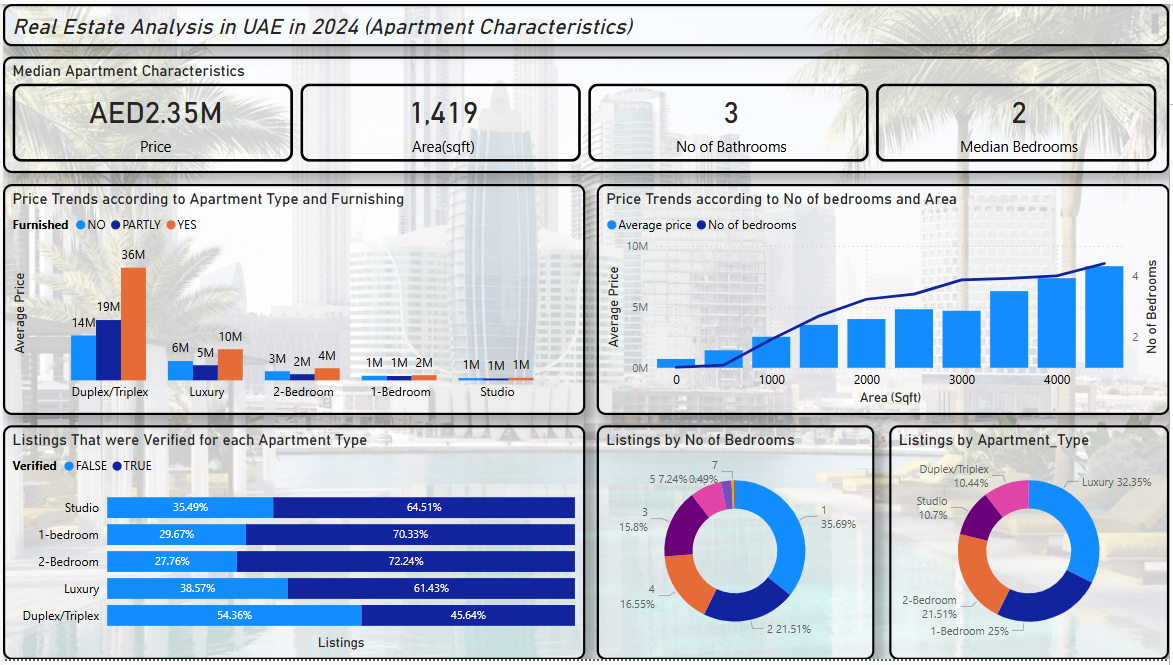 Real Estate Analysis in UAE in 2024 (Apartment Characteristics)
Median Apartment Characteristics
AED2.35M
Price
1,419
Area(sqft)
3
No of Bathrooms
2
Median Bedrooms
Price Trends according to Apartment Type and Furnishing
Furnished NO PARTLY YES
Average Price
14M 19M 36M
6M 5M 10M
3M 2M 4M
1M 1M 2M
1M 1M 1M
Duplex/Triplex Luxury 2-Bedroom 1-Bedroom Studio
Price Trends according to No of bedrooms and Area
Average price No of bedrooms
Average Price
10M
5M
0M
4
2
No of Bedrooms
0 1000 2000 3000 4000
Area (Sqft)
Listings That were Verified for each Apartment Type
Verified FALSE TRUE
Studio 35.49% 64.51%
1-bedroom 29.67% 70.33%
2-Bedroom 27.76% 72.24%
Luxury 38.57% 61.43%
Duplex/Triplex 54.36% 45.64%
Listings
Listings by No of Bedrooms
7
0.49%
5 7.24%
3
15.8%
1
35.69%
4
16.55%
2 21.51%
Listings by Apartment_Type
Duplex/Triplex
10.44%
Luxury 32.35%
Studio
10.7%
2-Bedroom
21.51%
1-Bedroom 25%